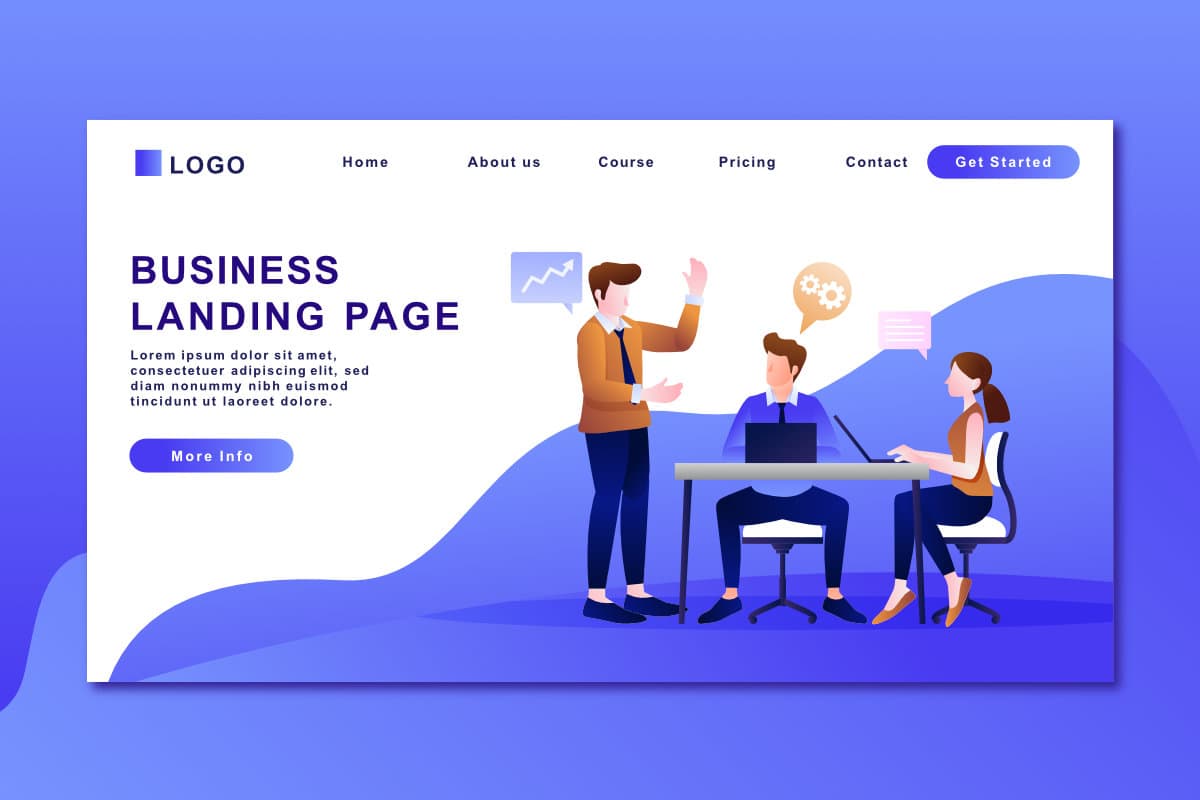 LOGO
Home About us Course Pricing Contact Get Started
BUSINESS
LANDING PAGE
Lorem ipsum dolor sit amet,
consectetuer adipiscing elit, sed
diam nonummy nibh euismod
tincidunt ut laoreet dolore.
More Info